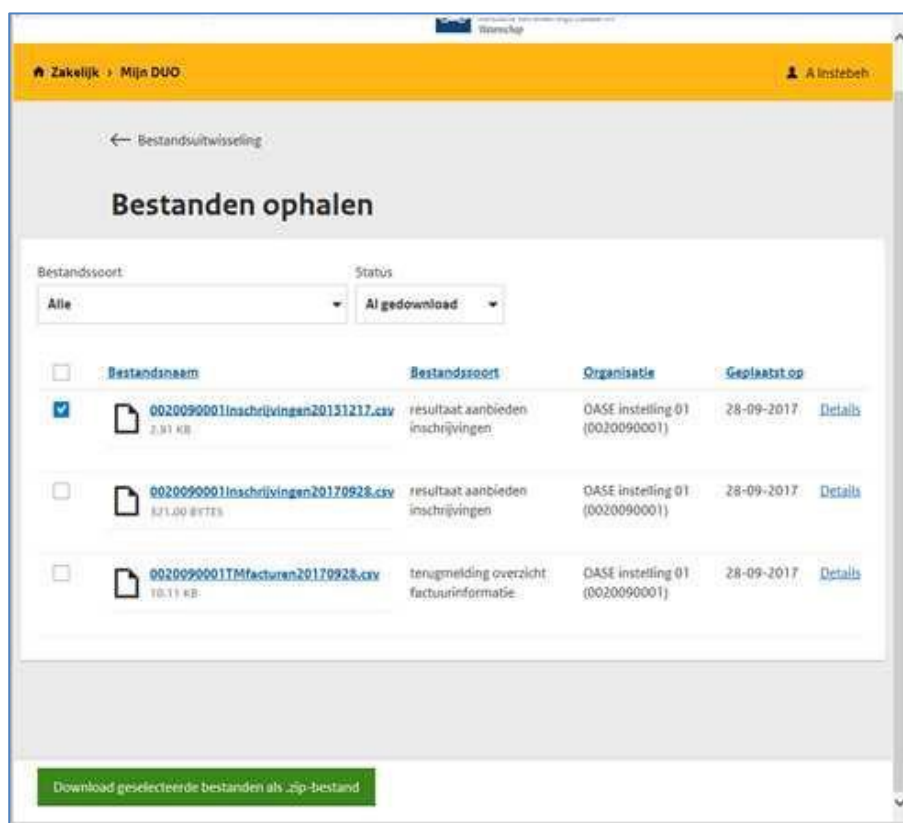 Wetenschap
Zakelijk › Mijn DUO
A Instebeh
← Bestandsuitwisseling
Bestanden ophalen
Bestandssoort Status
Alle Al gedownload
Bestandsnaam Bestandssoort Organisatie Geplaatst op
0020090001Inschrijvingen20151217.csv resultaat aanbieden OASE instelling 01 28-09-2017 Details
2.91 KB inschrijvingen (0020090001)
0020090001Inschrijvingen20170928.csv resultaat aanbieden OASE instelling 01 28-09-2017 Details
321.00 BYTES inschrijvingen (0020090001)
0020090001TMfacturen20170928.csv terugmelding overzicht OASE instelling 01 28-09-2017 Details
10.11 KB factuurinformatie (0020090001)
Download geselecteerde bestanden als .zip-bestand